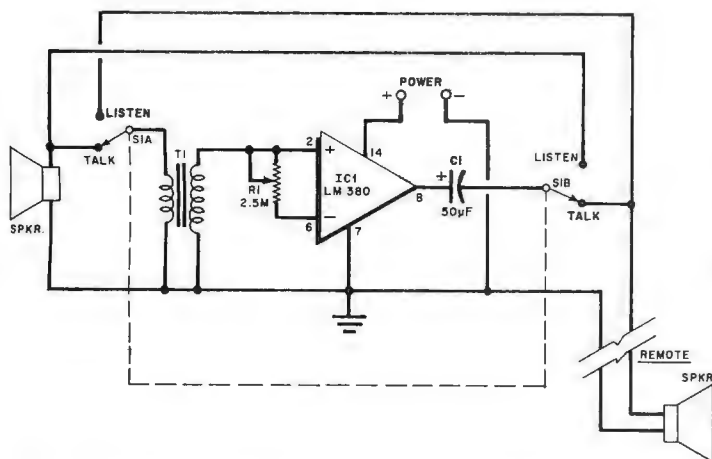 POWER
+ −
LISTEN
S1A
TALK
T1
SPKR.
R1
2.5M
2
+
6
−
IC1
LM 380
14
7
8
+
C1
50µF
LISTEN
S1B
TALK
REMOTE
SPKR